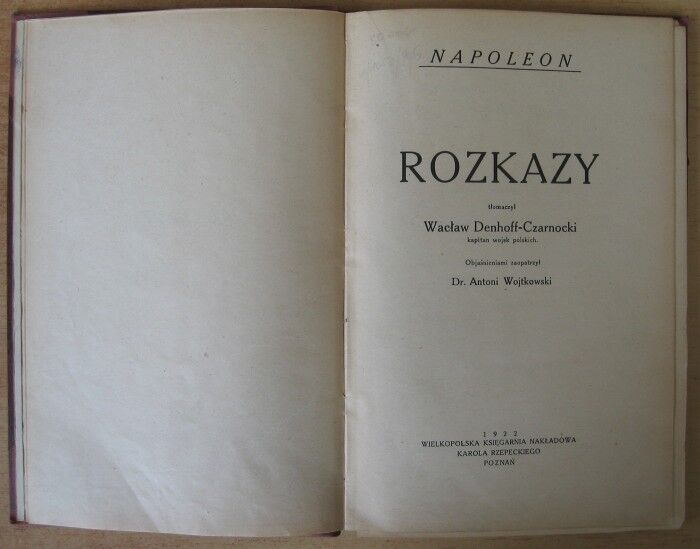 NAPOLEON
ROZKAZY
tłomaczył
Wacław Denhoff-Czarnocki
kapitan wojsk polskich.
Objaśnieniami zaopatrzył
Dr. Antoni Wojtkowski
1922
WIELKOPOLSKA KSIĘGARNIA NAKŁADOWA
KAROLA RZEPECKIEGO
POZNAŃ